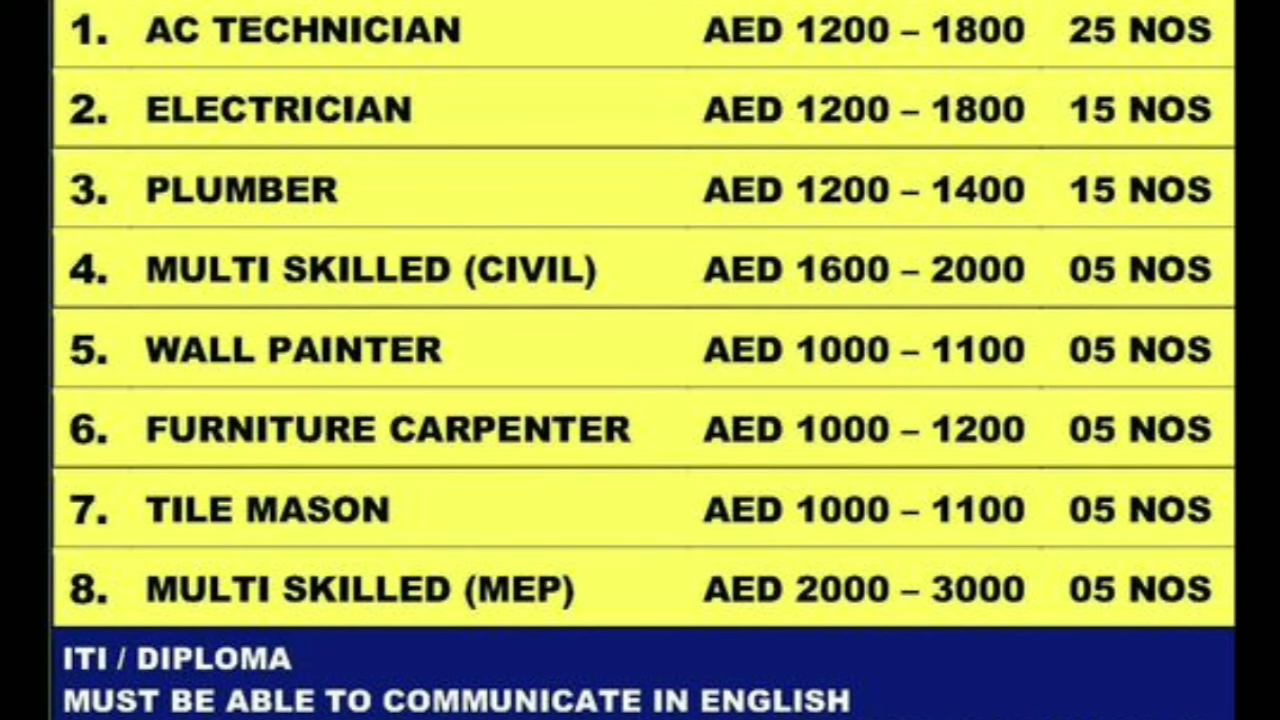 1. AC TECHNICIAN AED 1200 – 1800 25 NOS
2. ELECTRICIAN AED 1200 – 1800 15 NOS
3. PLUMBER AED 1200 – 1400 15 NOS
4. MULTI SKILLED (CIVIL) AED 1600 – 2000 05 NOS
5. WALL PAINTER AED 1000 – 1100 05 NOS
6. FURNITURE CARPENTER AED 1000 – 1200 05 NOS
7. TILE MASON AED 1000 – 1100 05 NOS
8. MULTI SKILLED (MEP) AED 2000 – 3000 05 NOS
ITI / DIPLOMA
MUST BE ABLE TO COMMUNICATE IN ENGLISH